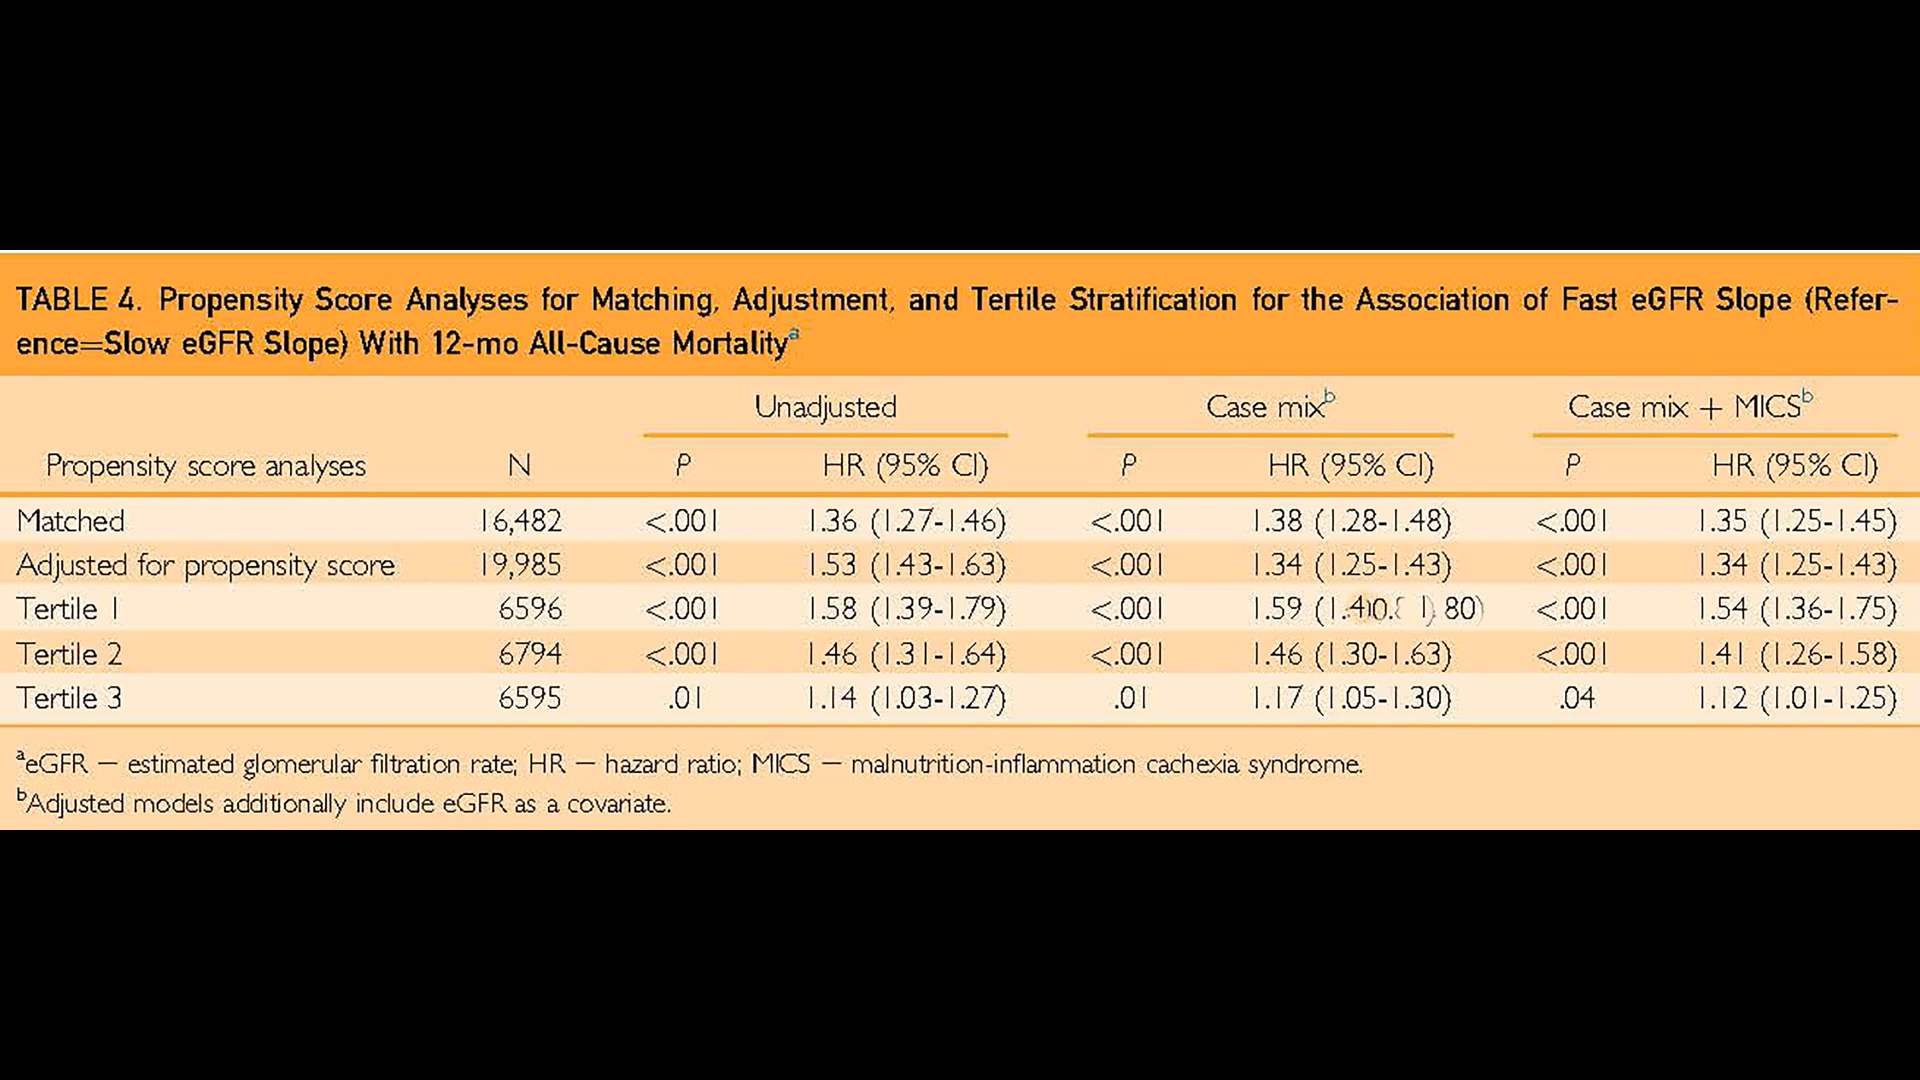 TABLE 4. Propensity Score Analyses for Matching, Adjustment, and Tertile Stratification for the Association of Fast eGFR Slope (Refer-
ence=Slow eGFR Slope) With 12-mo All-Cause Mortalitya
Unadjusted Case mixb Case mix + MICSb
Propensity score analyses N P HR (95% CI) P HR (95% CI) P HR (95% CI)
Matched 16,482 <.001 1.36 (1.27-1.46) <.001 1.38 (1.28-1.48) <.001 1.35 (1.25-1.45)
Adjusted for propensity score 19,985 <.001 1.53 (1.43-1.63) <.001 1.34 (1.25-1.43) <.001 1.34 (1.25-1.43)
Tertile 1 6596 <.001 1.58 (1.39-1.79) <.001 1.59 <.001 1.54 (1.36-1.75)
Tertile 2 6794 <.001 1.46 (1.31-1.64) <.001 1.46 (1.30-1.63) <.001 1.41 (1.26-1.58)
Tertile 3 6595 .01 1.14 (1.03-1.27) .01 1.17 (1.05-1.30) .04 1.12 (1.01-1.25)
aeGFR — estimated glomerular filtration rate; HR — hazard ratio; MICS — malnutrition-inflammation cachexia syndrome.
bAdjusted models additionally include eGFR as a covariate.